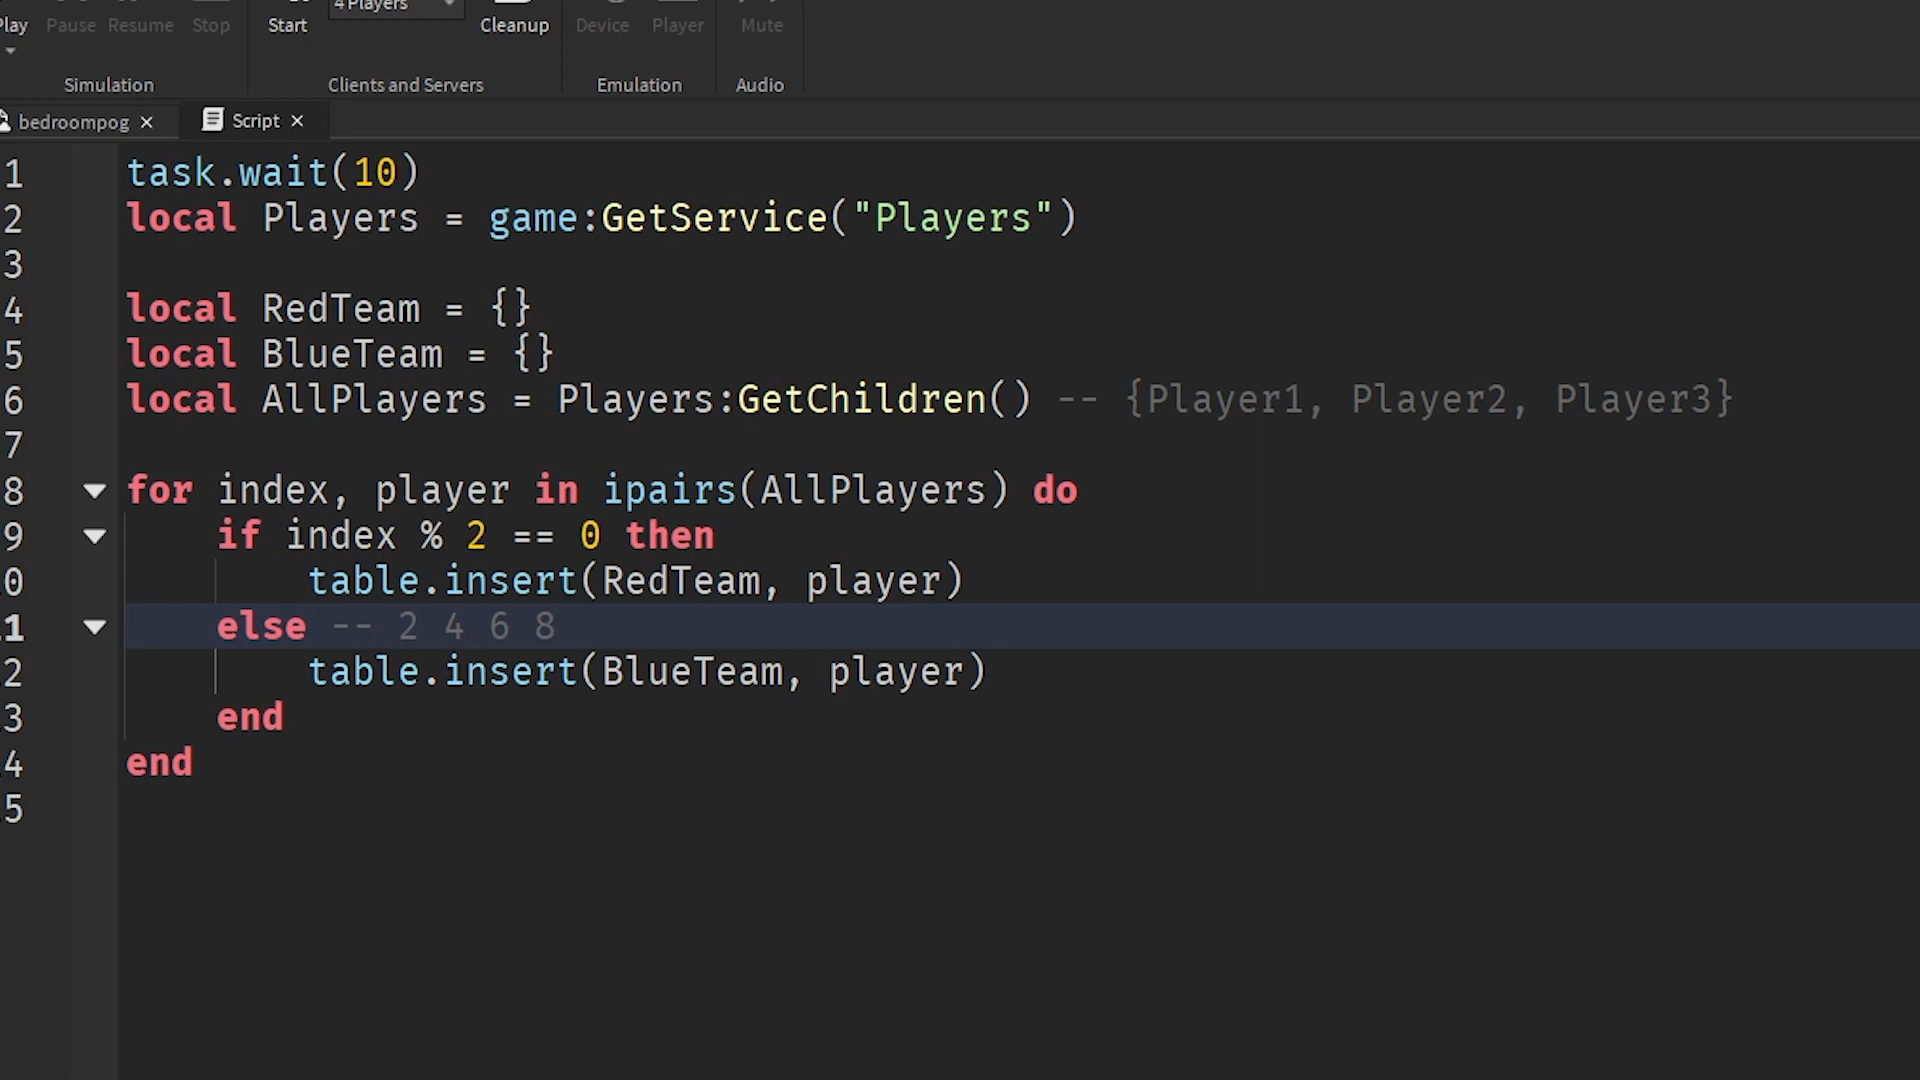 Play Pause Resume Stop Start 4 Players Cleanup Device Player Mute
Simulation Clients and Servers Emulation Audio
bedroompog × Script ×
1 task.wait(10)
2 local Players = game:GetService("Players")
3
4 local RedTeam = {}
5 local BlueTeam = {}
6 local AllPlayers = Players:GetChildren() -- {Player1, Player2, Player3}
7
8 for index, player in ipairs(AllPlayers) do
9 if index % 2 == 0 then
0 table.insert(RedTeam, player)
1 else -- 2 4 6 8
2 table.insert(BlueTeam, player)
3 end
4 end
5